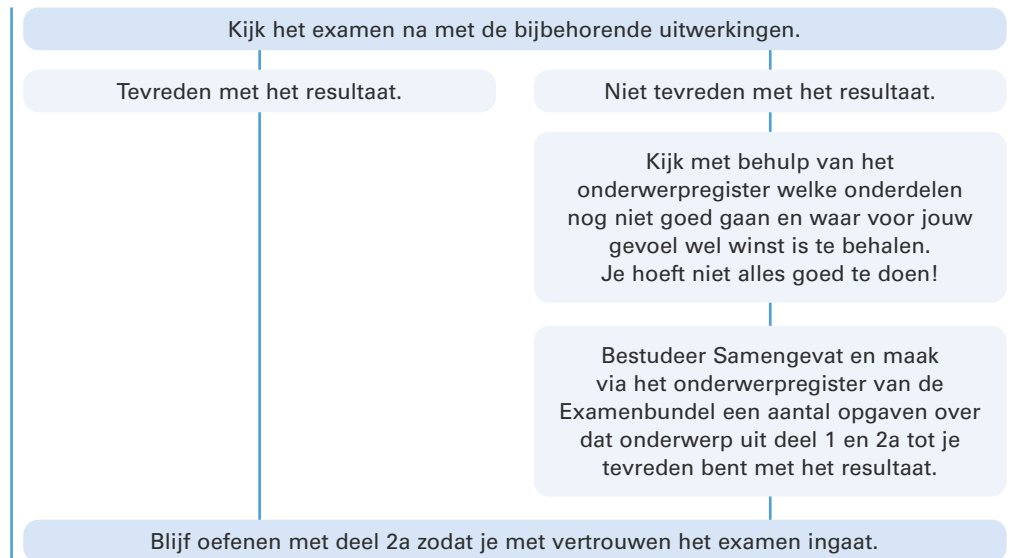 Kijk het examen na met de bijbehorende uitwerkingen.
Tevreden met het resultaat.
Niet tevreden met het resultaat.
Kijk met behulp van het
onderwerpregister welke onderdelen
nog niet goed gaan en waar voor jouw
gevoel wel winst is te behalen.
Je hoeft niet alles goed te doen!
Bestudeer Samengevat en maak
via het onderwerpregister van de
Examenbundel een aantal opgaven over
dat onderwerp uit deel 1 en 2a tot je
tevreden bent met het resultaat.
Blijf oefenen met deel 2a zodat je met vertrouwen het examen ingaat.